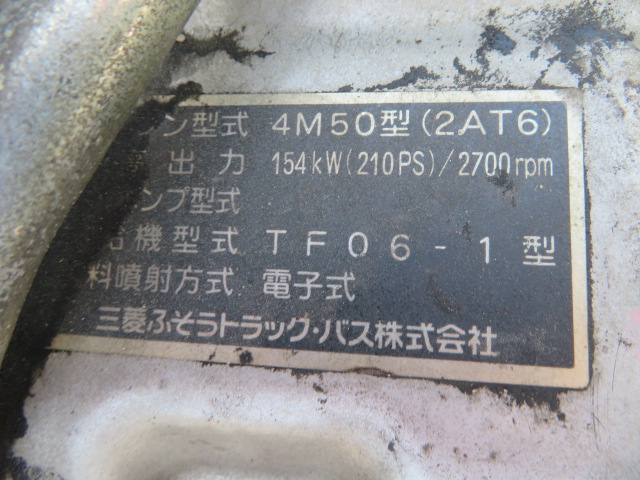 ン型式 4M50型(2AT6)
出力 154kW(210PS)/2700rpm
ンプ型式
機型式 TF06-1型
料噴射方式 電子式
三菱ふそうトラック・バス株式会社